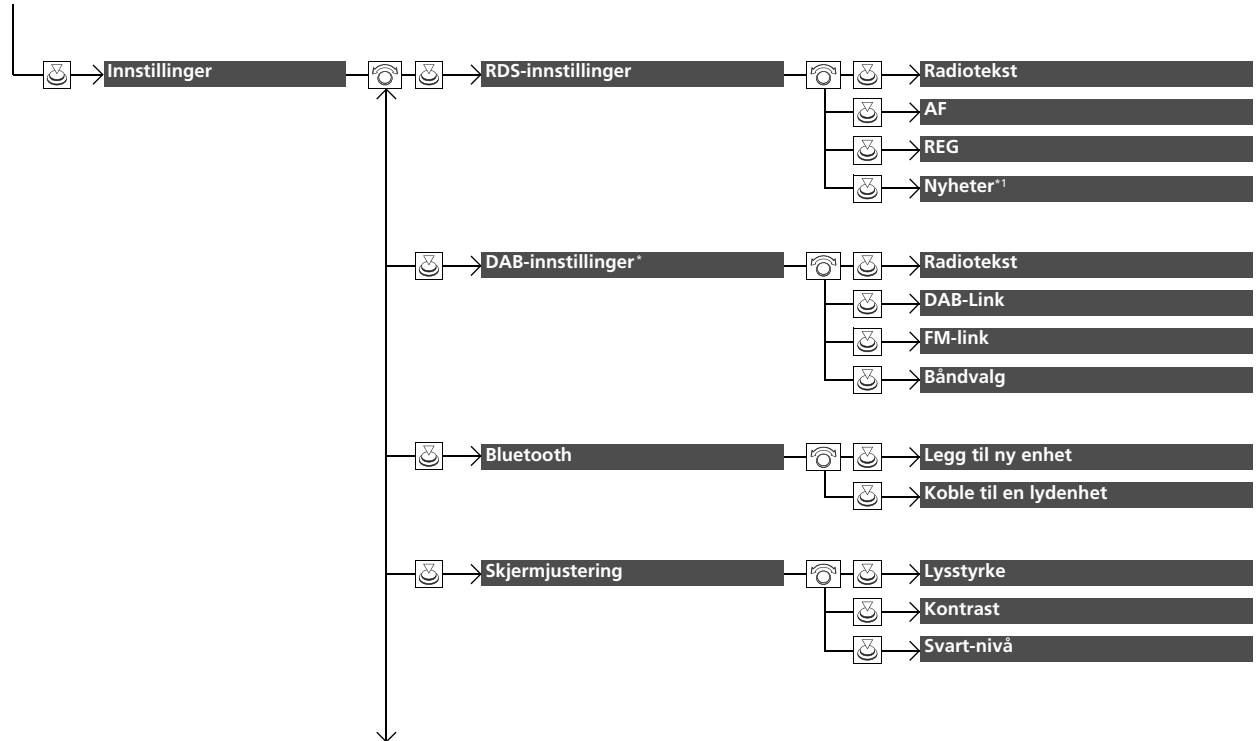 Innstillinger
RDS-innstillinger
Radiotekst
AF
REG
Nyheter*1
DAB-innstillinger*
Radiotekst
DAB-Link
FM-link
Båndvalg
Bluetooth
Legg til ny enhet
Koble til en lydenhet
Skjermjustering
Lysstyrke
Kontrast
Svart-nivå